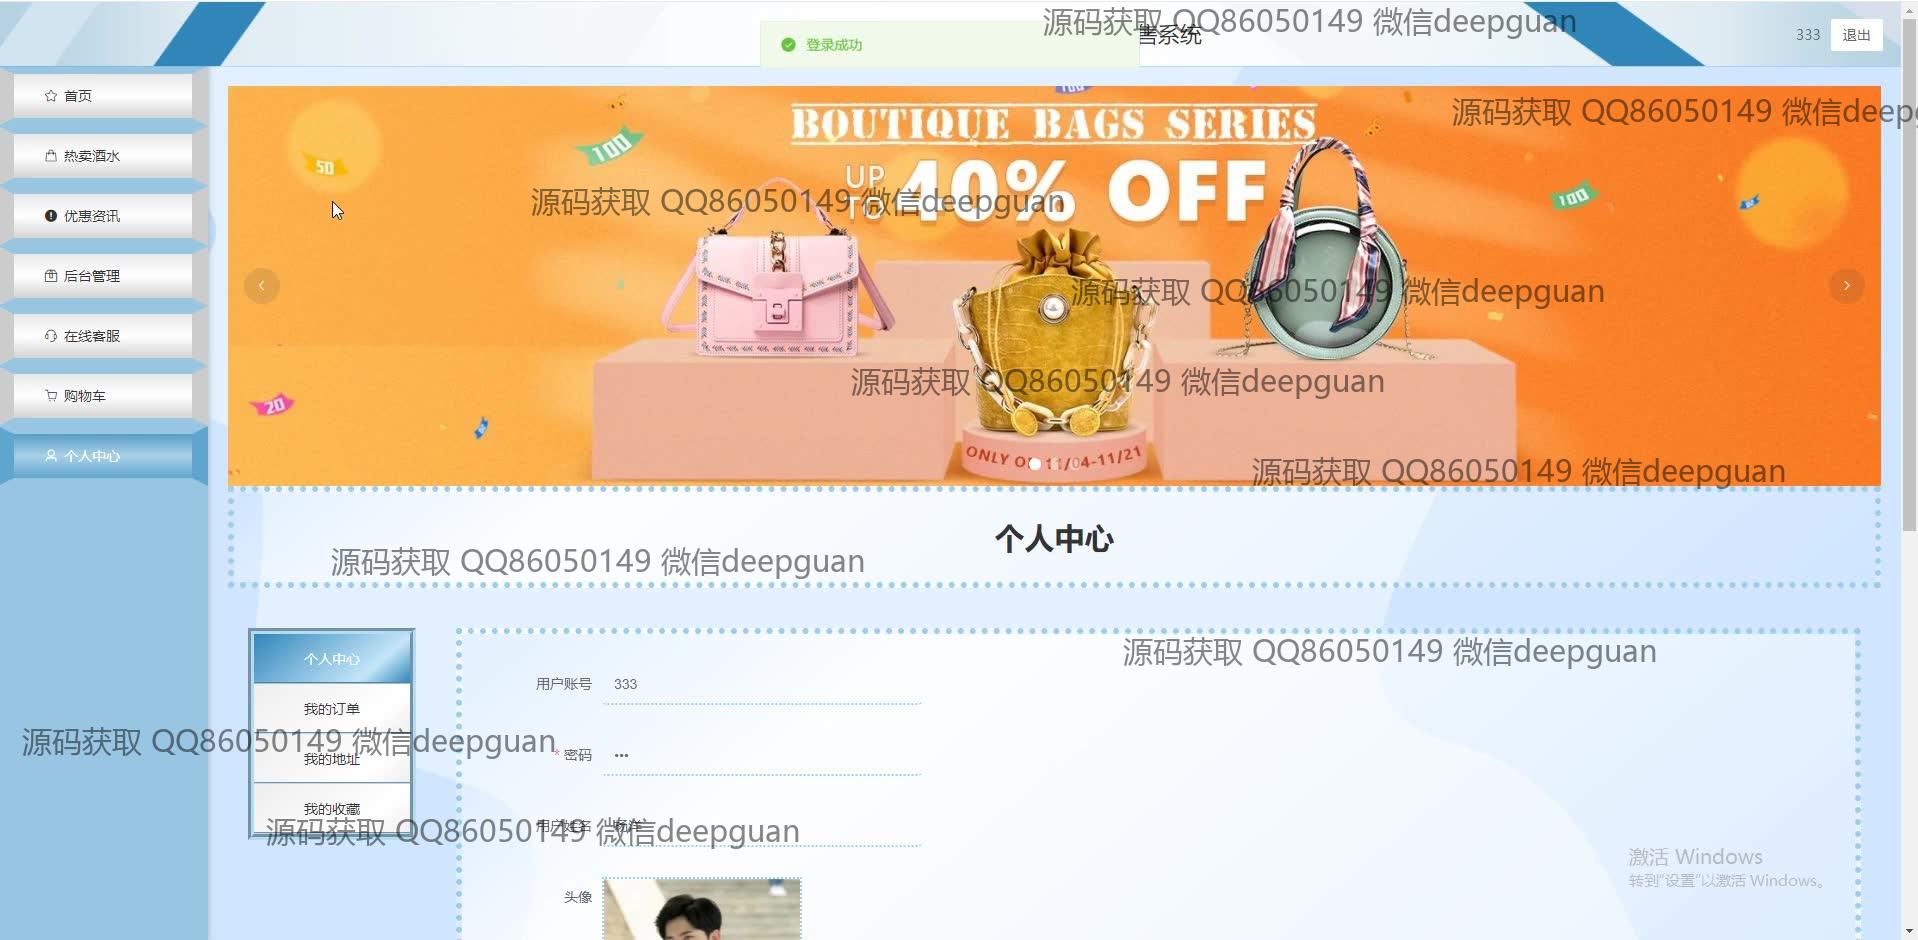 源码获取 QQ86050149 微信deepguan
登录成功
售系统
333
退出
首页
热卖酒水
优惠资讯
后台管理
在线客服
购物车
个人中心
BOUTIQUE BAGS SERIES
UP TO 40% OFF
50
100
100
100
20
源码获取 QQ86050149 微信deep
源码获取 QQ86050149 微信deepguan
源码获取 QQ86050149 微信deepguan
源码获取 QQ86050149 微信deepguan
11/04-11/21
源码获取 QQ86050149 微信deepguan
个人中心
源码获取 QQ86050149 微信deepguan
个人中心
我的订单
我的地址
我的收藏
源码获取 QQ86050149 微信deepguan
用户账号 333
* 密码 •••
用户姓名
头像
源码获取 QQ86050149 微信deepguan
源码获取 QQ86050149 微信deepguan
激活 Windows
转到"设置"以激活 Windows。